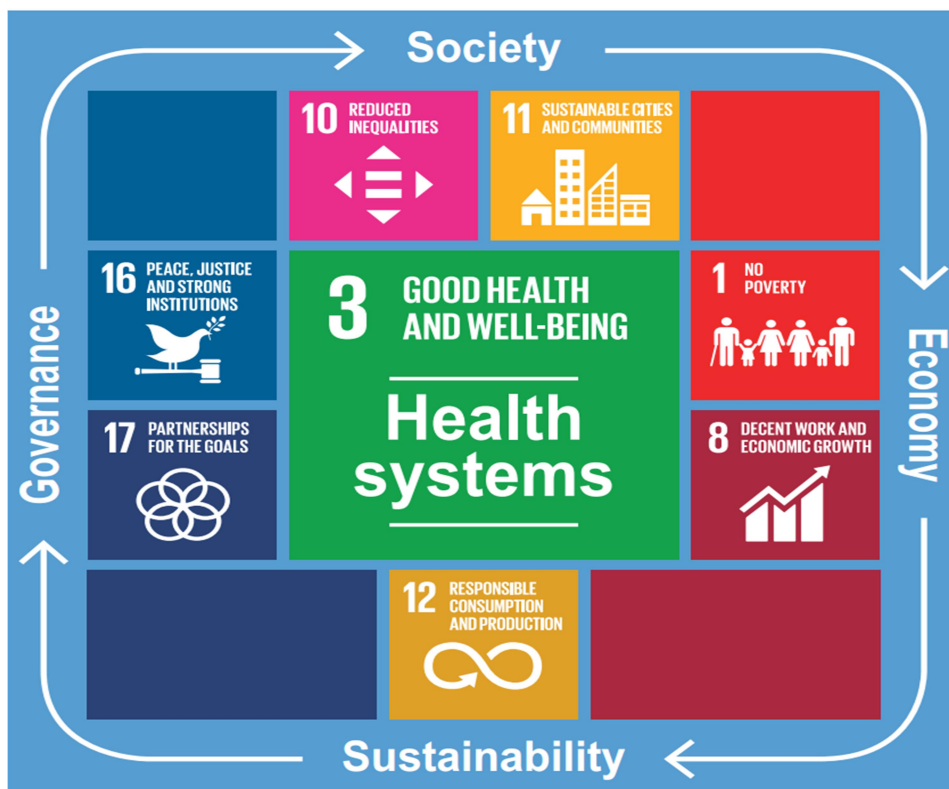 Society
10 REDUCED
INEQUALITIES
11 SUSTAINABLE CITIES
AND COMMUNITIES
16 PEACE, JUSTICE
AND STRONG
INSTITUTIONS
3 GOOD HEALTH
AND WELL-BEING
Health
systems
1 NO
POVERTY
Governance
17 PARTNERSHIPS
FOR THE GOALS
8 DECENT WORK AND
ECONOMIC GROWTH
Economy
12 RESPONSIBLE
CONSUMPTION
AND PRODUCTION
Sustainability